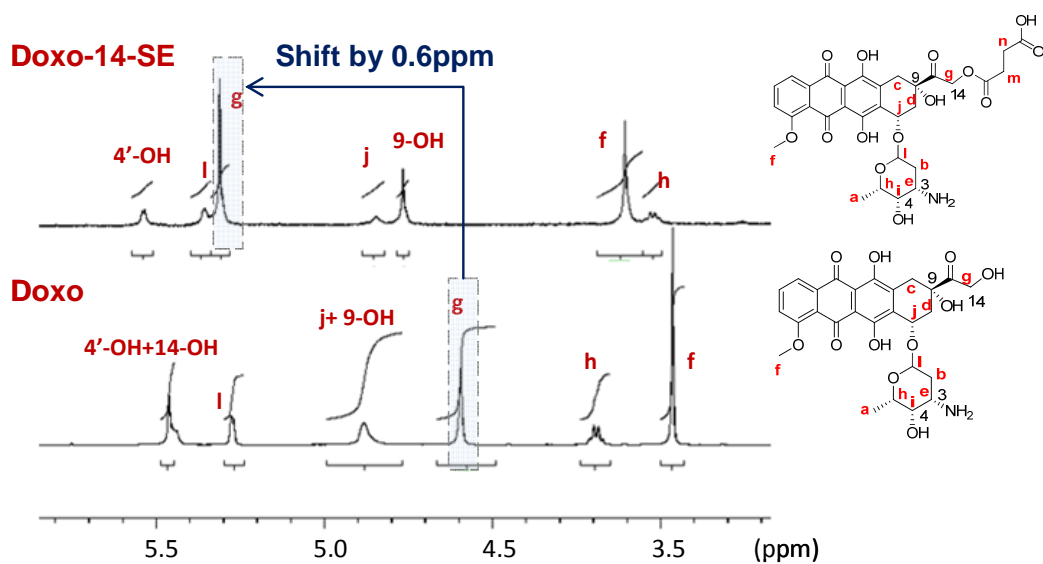 Doxo-14-SE
Shift by 0.6ppm
g
4’-OH
l
j
9-OH
f
h
Doxo
4’-OH+14-OH
l
j+ 9-OH
g
h
f
5.5
5.0
4.5
3.5
(ppm)
OH
n
O
O
OH
O
g
O
m
c
9
14
O
d
OH
j
O
O
OH
O
f
O
l
b
O
h
e
3
a
i
4
NH2
OH
O
OH
O
g
OH
c
9
14
d
OH
j
O
O
OH
O
f
l
b
O
h
e
3
a
i
4
NH2
OH